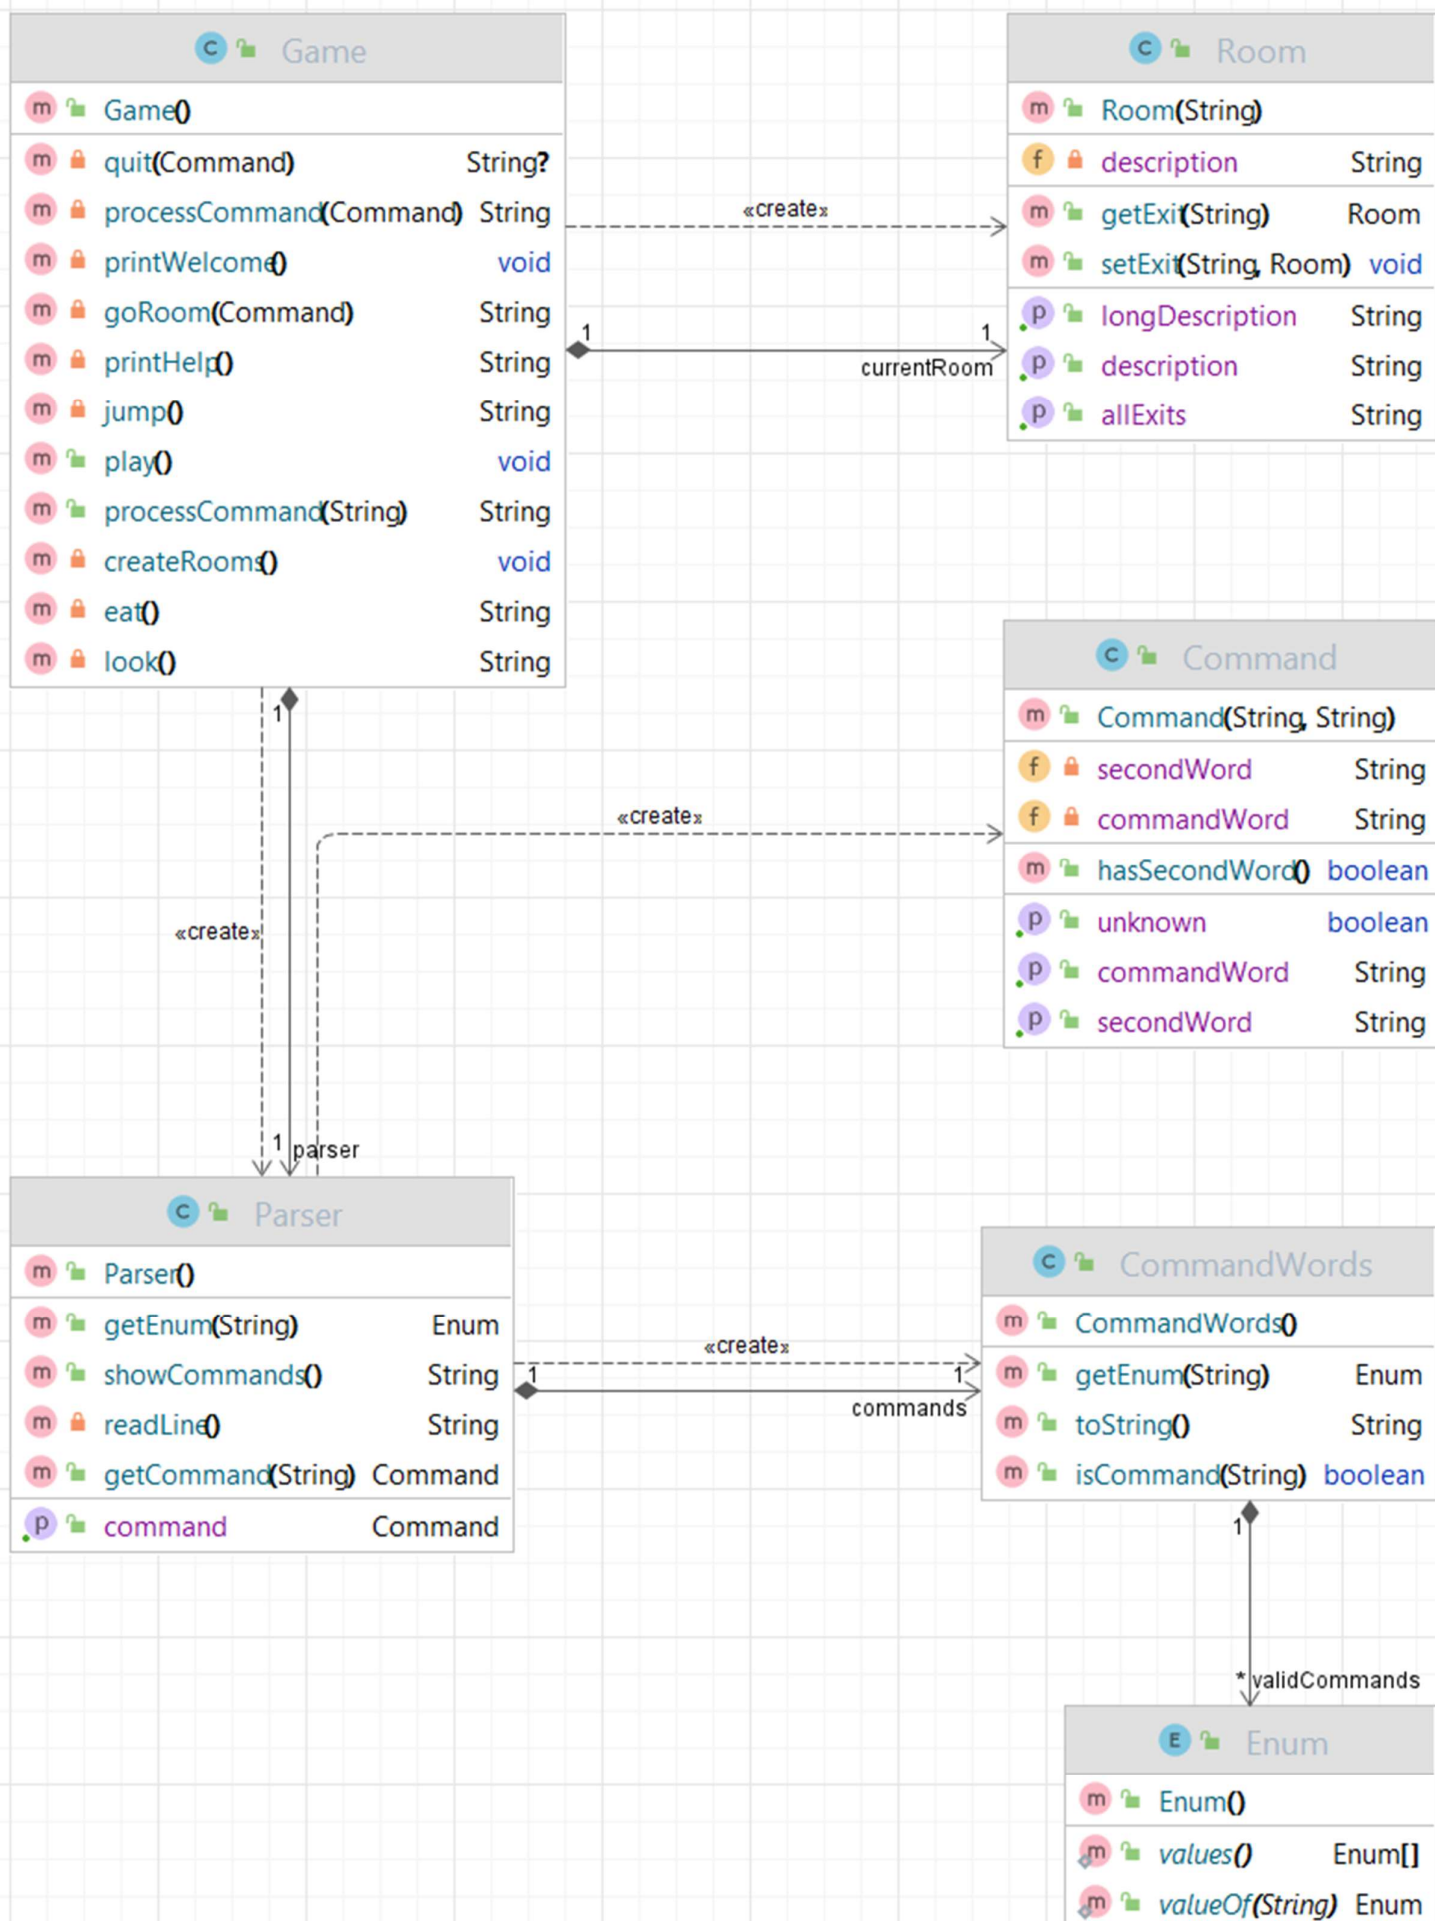 C Game
m Game()
m quit(Command) String?
m processCommand(Command) String
m printWelcome() void
m goRoom(Command) String
m printHelp() String
m jump() String
m play() void
m processCommand(String) String
m createRooms() void
m eat() String
m look() String
«create»
1 1
currentRoom
C Room
m Room(String)
f description String
m getExit(String) Room
m setExit(String, Room) void
p longDescription String
p description String
p allExits String
C Command
m Command(String, String)
f secondWord String
f commandWord String
m hasSecondWord() boolean
p unknown boolean
p commandWord String
p secondWord String
1
«create»
«create»
1 parser
C Parser
m Parser()
m getEnum(String) Enum
m showCommands() String
m readLine() String
m getCommand(String) Command
p command Command
«create»
1 1
commands
C CommandWords
m CommandWords()
m getEnum(String) Enum
m toString() String
m isCommand(String) boolean
1
* validCommands
E Enum
m Enum()
m values() Enum[]
m valueOf(String) Enum